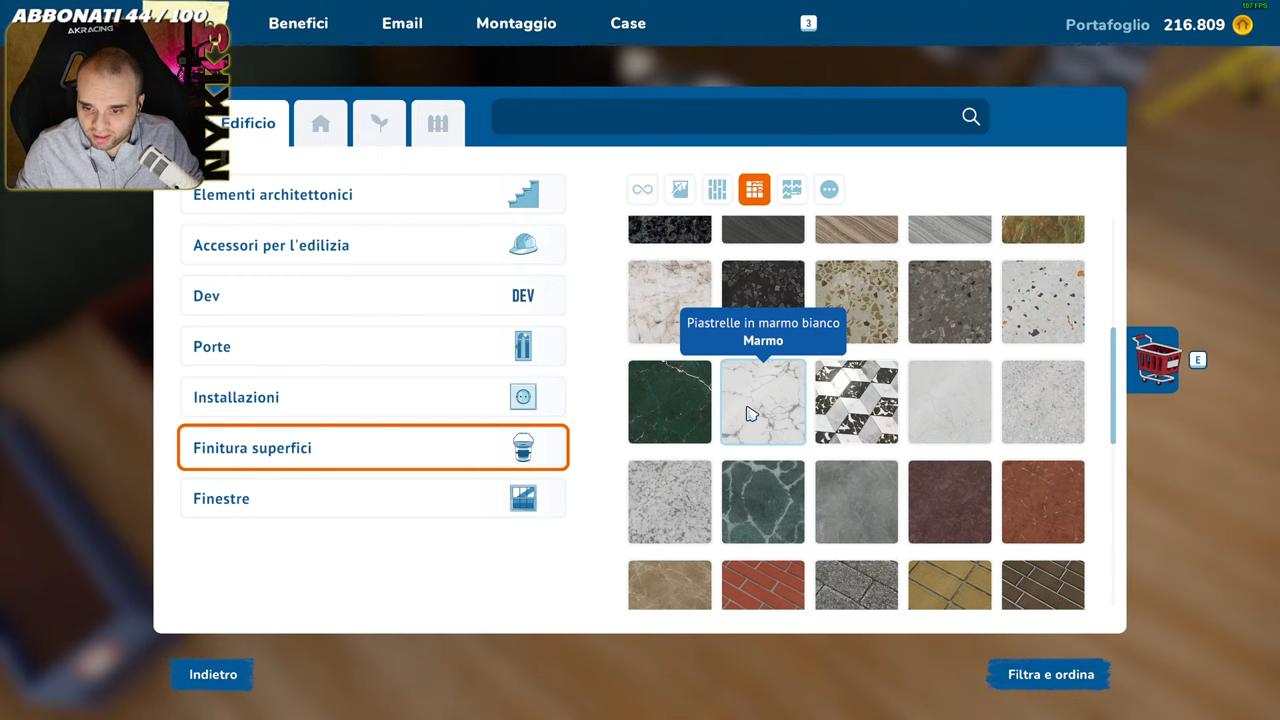 ABBONATI 44 / 100
AKRACING
NYKK3
Benefici
Email
Montaggio
Case
3
107 FPS
Portafoglio 216.809
Edificio
Elementi architettonici
Accessori per l'edilizia
Dev
DEV
Porte
Installazioni
Finitura superfici
Finestre
Piastrelle in marmo bianco
Marmo
E
Indietro
Filtra e ordina